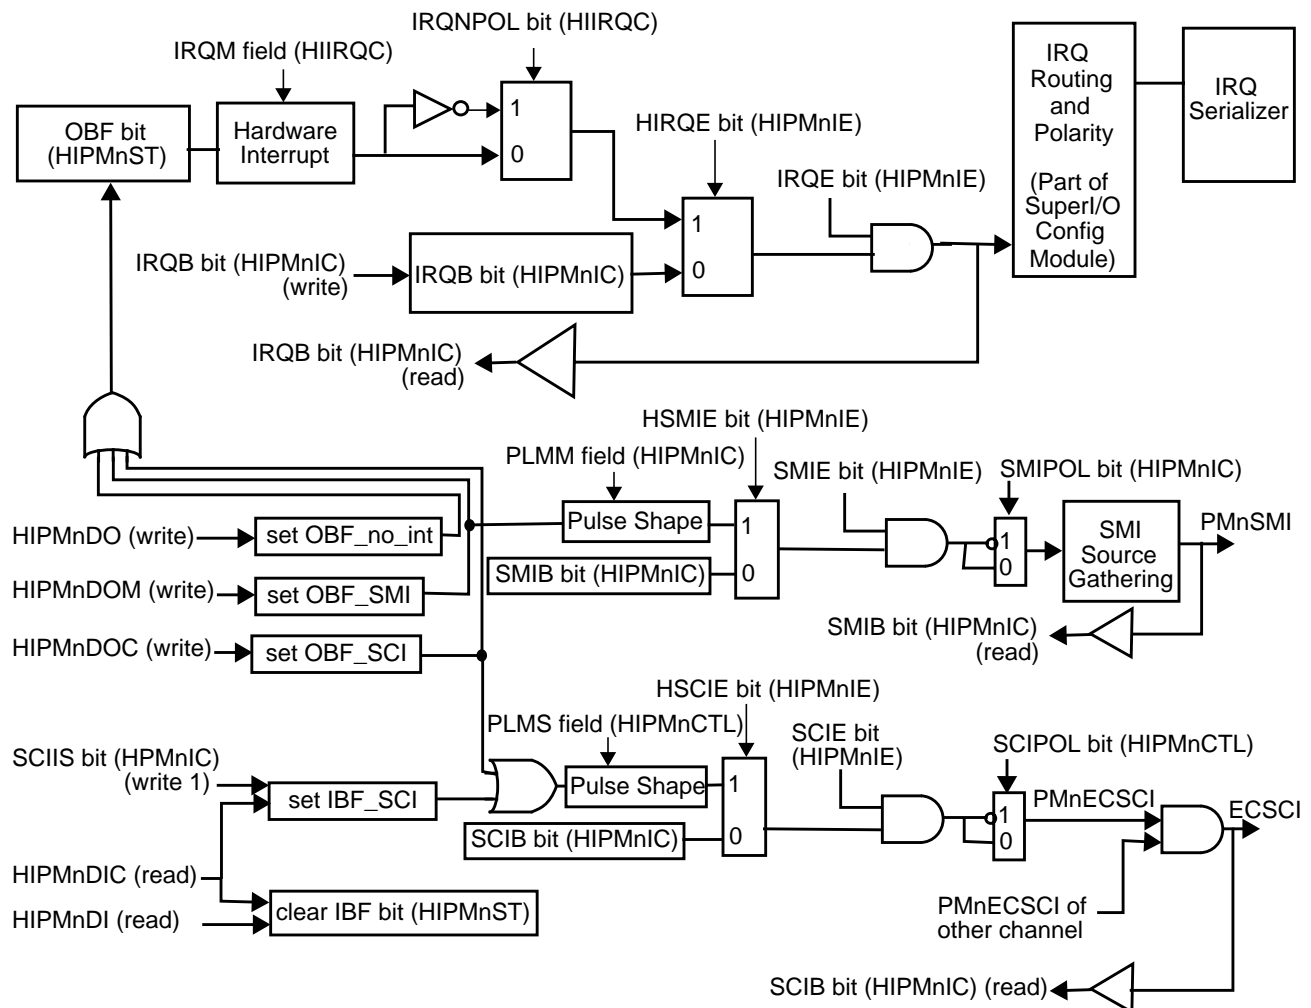 IRQNPOL bit (HIIRQC)
IRQM field (HIIRQC)
OBF bit
(HIPMnST)
Hardware
Interrupt
1
0
HIRQE bit (HIPMnIE)
IRQE bit (HIPMnIE)
IRQ
Routing
and
Polarity
(Part of
SuperI/O
Config
Module)
IRQ
Serializer
IRQB bit (HIPMnIC)
(write)
IRQB bit (HIPMnIC)
1
0
IRQB bit (HIPMnIC)
(read)
HSMIE bit (HIPMnIE)
PLMM field (HIPMnIC)
SMIE bit (HIPMnIE)
SMIPOL bit (HIPMnIC)
HIPMnDO (write)
set OBF_no_int
Pulse Shape
1
SMIB bit (HIPMnIC)
0
1
0
SMI
Source
Gathering
PMnSMI
HIPMnDOM (write)
set OBF_SMI
SMIB bit (HIPMnIC)
(read)
HIPMnDOC (write)
set OBF_SCI
HSCIE bit (HIPMnIE)
PLMS field (HIPMnCTL)
SCIE bit
(HIPMnIE)
SCIPOL bit (HIPMnCTL)
SCIIS bit (HPMnIC)
(write 1)
set IBF_SCI
Pulse Shape
1
SCIB bit (HIPMnIC)
0
1
0
PMnECSCI
ECSCI
HIPMnDIC (read)
HIPMnDI (read)
clear IBF bit (HIPMnST)
PMnECSCI of
other channel
SCIB bit (HIPMnIC) (read)